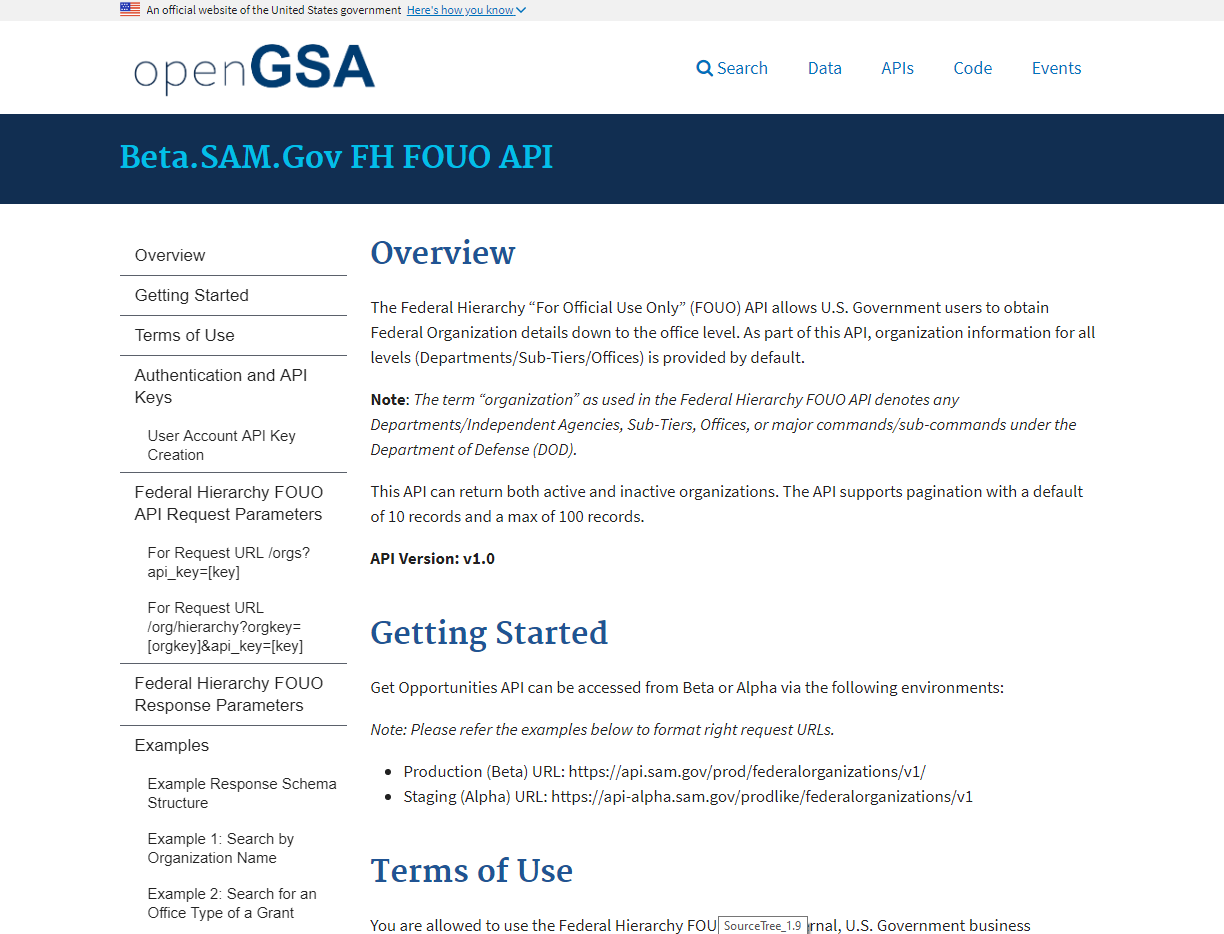 An official website of the United States government Here's how you know
openGSA
Search Data APIs Code Events
Beta.SAM.Gov FH FOUO API
Overview
Getting Started
Terms of Use
Authentication and API
Keys
User Account API Key
Creation
Federal Hierarchy FOUO
API Request Parameters
For Request URL /orgs?
api_key=[key]
For Request URL
/org/hierarchy?orgkey=
[orgkey]&api_key=[key]
Federal Hierarchy FOUO
Response Parameters
Examples
Example Response Schema
Structure
Example 1: Search by
Organization Name
Example 2: Search for an
Office Type of a Grant
Overview
The Federal Hierarchy “For Official Use Only” (FOUO) API allows U.S. Government users to obtain
Federal Organization details down to the office level. As part of this API, organization information for all
levels (Departments/Sub-Tiers/Offices) is provided by default.
Note: The term “organization” as used in the Federal Hierarchy FOUO API denotes any
Departments/Independent Agencies, Sub-Tiers, Offices, or major commands/sub-commands under the
Department of Defense (DOD).
This API can return both active and inactive organizations. The API supports pagination with a default
of 10 records and a max of 100 records.
API Version: v1.0
Getting Started
Get Opportunities API can be accessed from Beta or Alpha via the following environments:
Note: Please refer the examples below to format right request URLs.
Production (Beta) URL: https://api.sam.gov/prod/federalorganizations/v1/
Staging (Alpha) URL: https://api-alpha.sam.gov/prodlike/federalorganizations/v1
Terms of Use
You are allowed to use the Federal Hierarchy FOU SourceTree_1.9 rnal, U.S. Government business